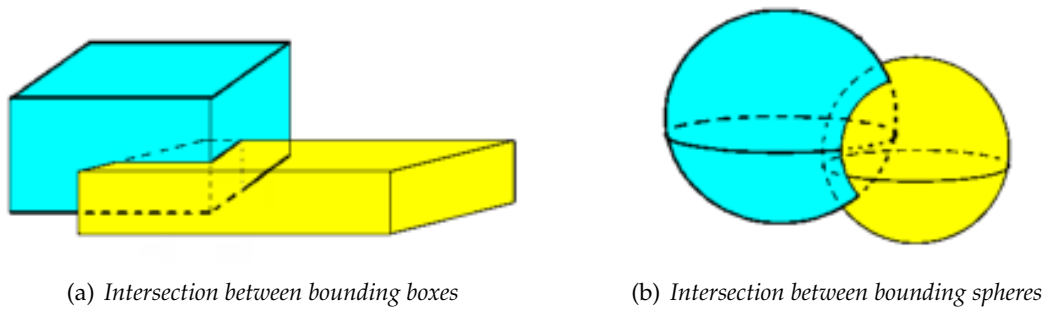 (a) Intersection between bounding boxes
(b) Intersection between bounding spheres